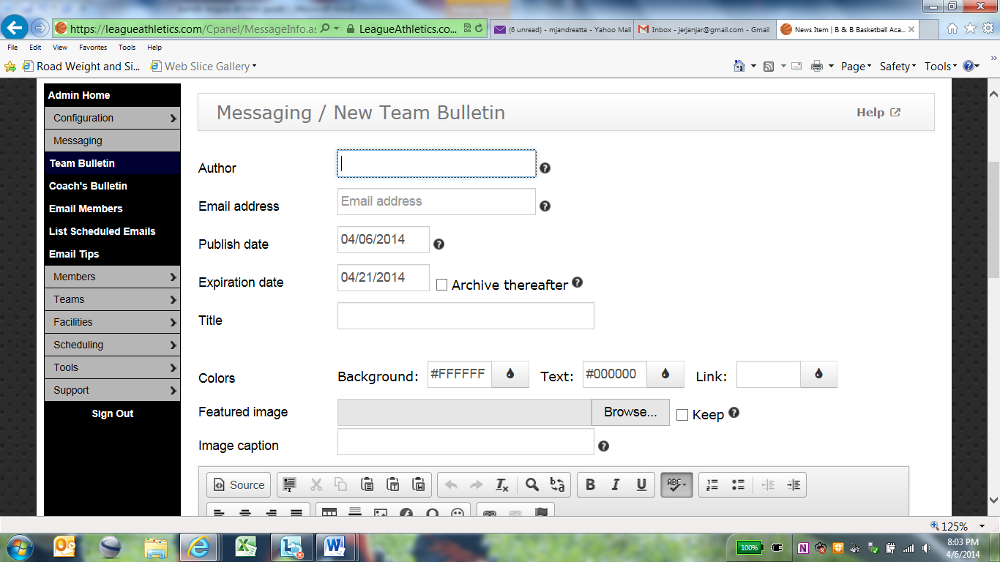 https://leagueathletics.com/Cpanel/MessageInfo.as
LeagueAthletics.co...
(6 unread) - mjandreatta - Yahoo Mail
Inbox - jerjanjar@gmail.com - Gmail
News Item | B & B Basketball Aca...
File Edit View Favorites Tools Help
Road Weight and Si...
Web Slice Gallery
Page Safety Tools
Admin Home
Configuration
Messaging
Team Bulletin
Coach's Bulletin
Email Members
List Scheduled Emails
Email Tips
Members
Teams
Facilities
Scheduling
Tools
Support
Sign Out
Messaging / New Team Bulletin
Help
Author
Email address Email address
Publish date 04/06/2014
Expiration date 04/21/2014 Archive thereafter
Title
Colors Background: #FFFFFF Text: #000000 Link:
Featured image Browse... Keep
Image caption
Source
B I U ABC
125%
100%
8:03 PM
4/6/2014